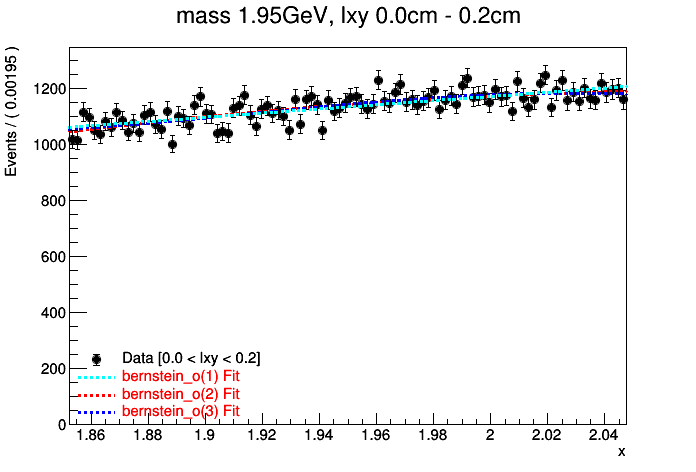 mass 1.95GeV, lxy 0.0cm - 0.2cm
Events / ( 0.00195 )
1200
1000
800
600
400
200
0
Data [0.0 < lxy < 0.2]
bernstein_o(1) Fit
bernstein_o(2) Fit
bernstein_o(3) Fit
1.86 1.88 1.9 1.92 1.94 1.96 1.98 2 2.02 2.04
x